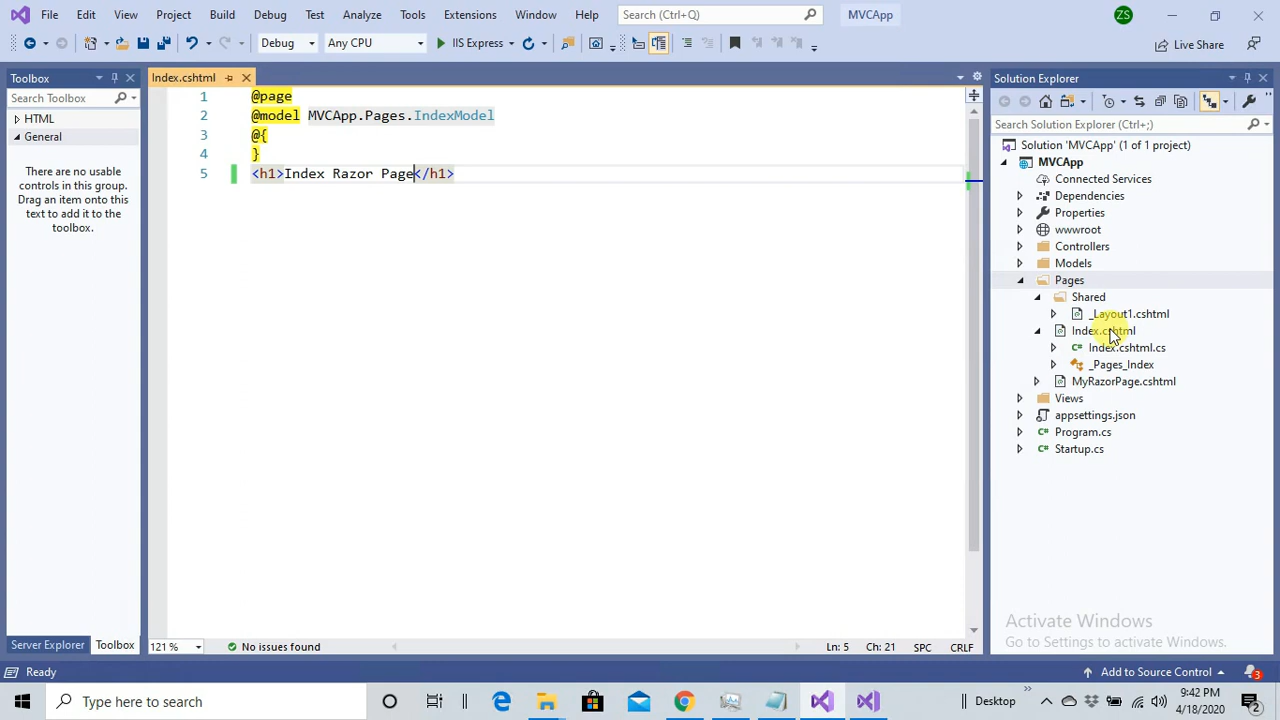 File Edit View Project Build Debug Test Analyze Tools Extensions Window Help Search (Ctrl+Q) MVCApp ZS
Debug Any CPU IIS Express Live Share
Toolbox
Search Toolbox
HTML
General
There are no usable
controls in this group.
Drag an item onto this
text to add it to the
toolbox.
Server Explorer Toolbox
Index.cshtml
1 @page
2 @model MVCApp.Pages.IndexModel
3 @{
4 }
5 <h1>Index Razor Page</h1>
121 % No issues found Ln: 5 Ch: 21 SPC CRLF
Solution Explorer
Search Solution Explorer (Ctrl+;)
Solution 'MVCApp' (1 of 1 project)
MVCApp
Connected Services
Dependencies
Properties
wwwroot
Controllers
Models
Pages
Shared
_Layout1.cshtml
Index.cshtml
Index.cshtml.cs
_Pages_Index
MyRazorPage.cshtml
Views
appsettings.json
Program.cs
Startup.cs
Activate Windows
Go to Settings to activate Windows.
Ready Add to Source Control 3
Type here to search Desktop 9:42 PM
4/18/2020 2